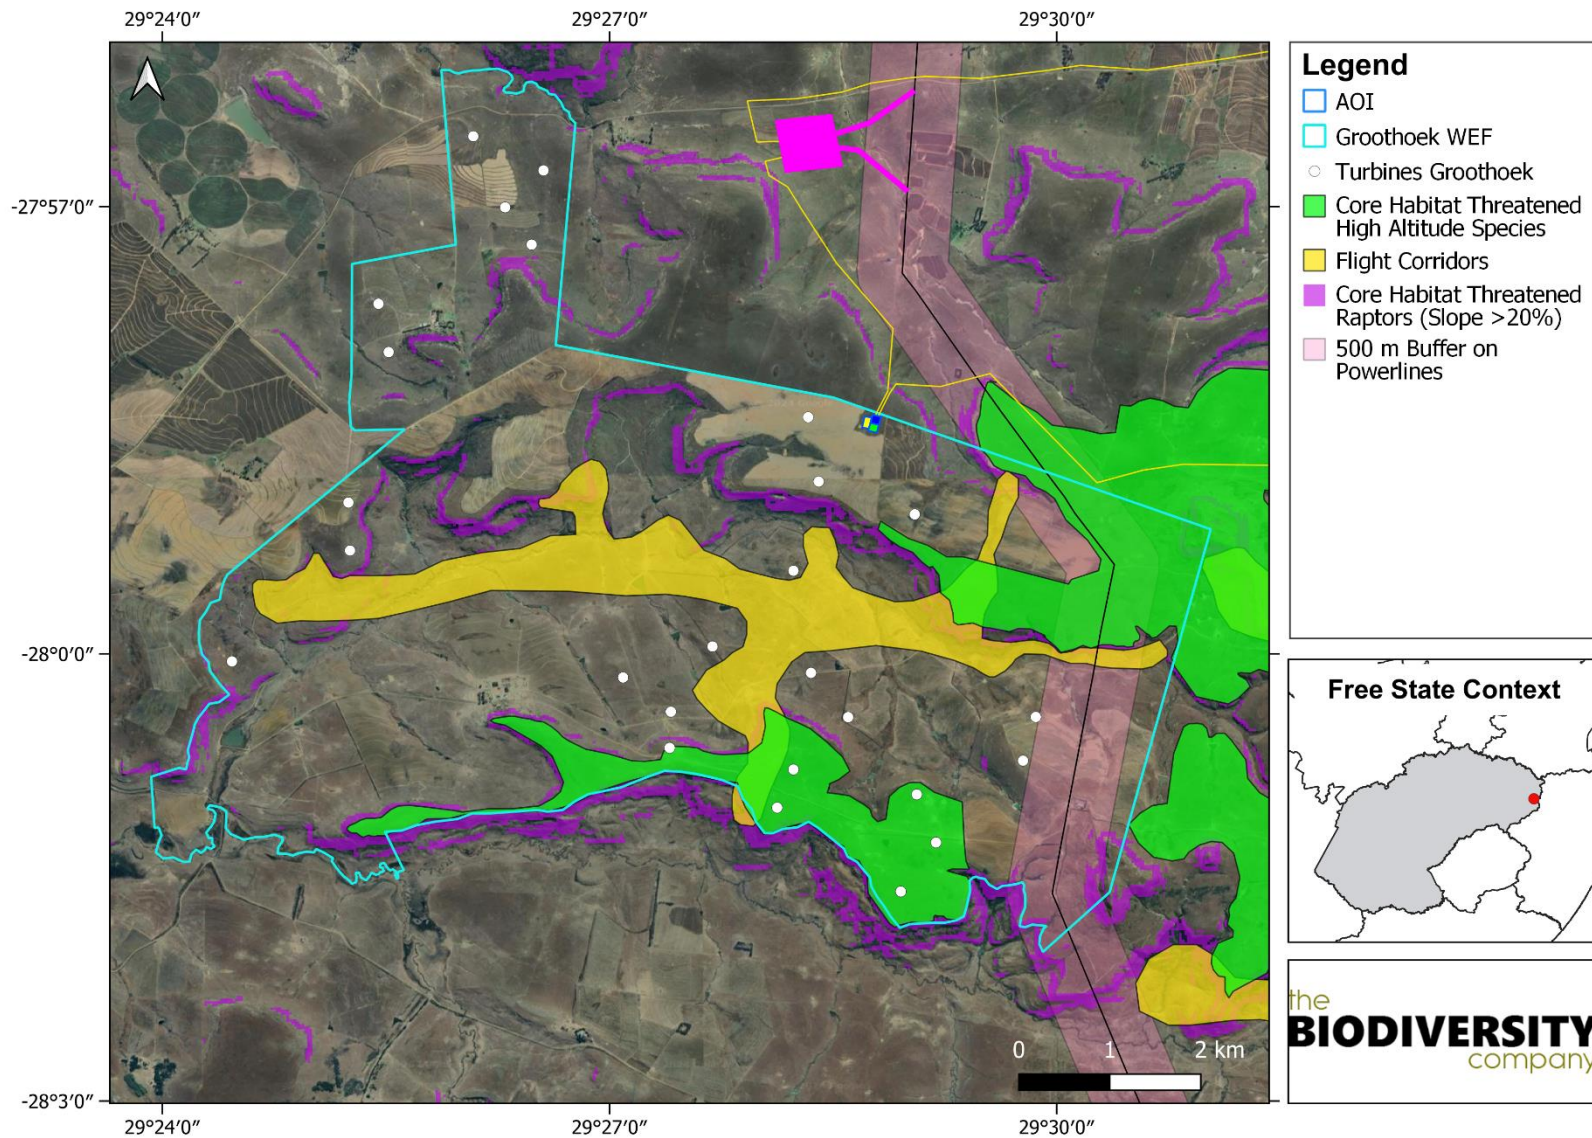 29°24′0″ 29°27′0″ 29°30′0″
-27°57′0″
-28°0′0″
-28°3′0″
0 1 2 km
29°24′0″ 29°27′0″ 29°30′0″
Legend
AOI
Groothoek WEF
Turbines Groothoek
Core Habitat Threatened
High Altitude Species
Flight Corridors
Core Habitat Threatened
Raptors (Slope >20%)
500 m Buffer on
Powerlines
Free State Context
the
BIODIVERSITY
company